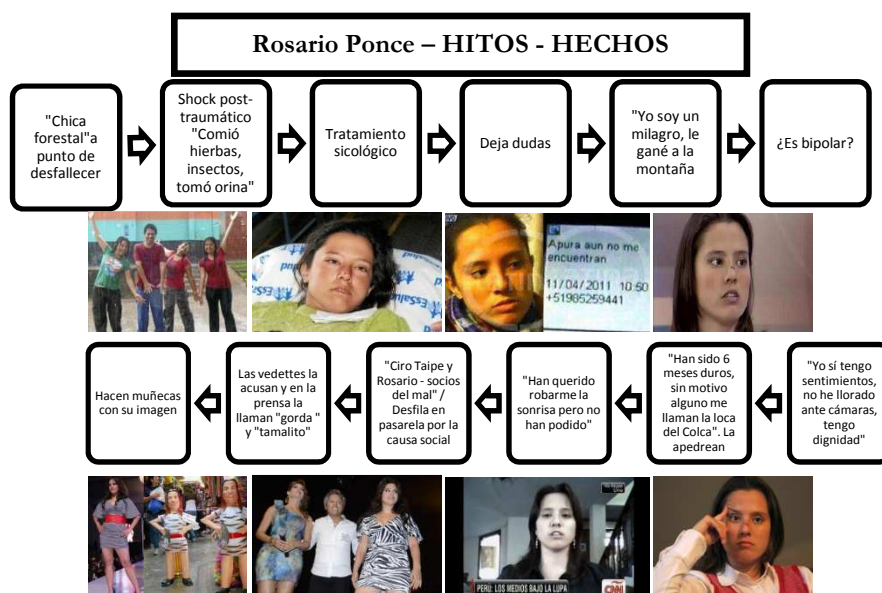 Rosario Ponce – HITOS - HECHOS
"Chica
forestal"a
punto de
desfallecer
Shock post-
traumático
"Comió
hierbas,
insectos,
tomó orina"
Tratamiento
sicológico
Deja dudas
"Yo soy un
milagro, le
gané a la
montaña
¿Es bipolar?
EsSalud
Apura aun no me
encuentran
11/04/2011 10:50
+51985259441
Hacen muñecas
con su imagen
Las vedettes la
acusan y en la
prensa la
llaman "gorda "
y "tamalito"
"Ciro Taipe y
Rosario - socios
del mal" /
Desfila en
pasarela por la
causa social
"Han querido
robarme la
sonrisa pero no
han podido"
"Han sido 6
meses duros,
sin motivo
alguno me
llaman la loca
del Colca". La
apedrean
"Yo sí tengo
sentimientos,
no he llorado
ante cámaras,
tengo
dignidad"
PERÚ: LOS MEDIOS BAJO LA LUPA
CNN